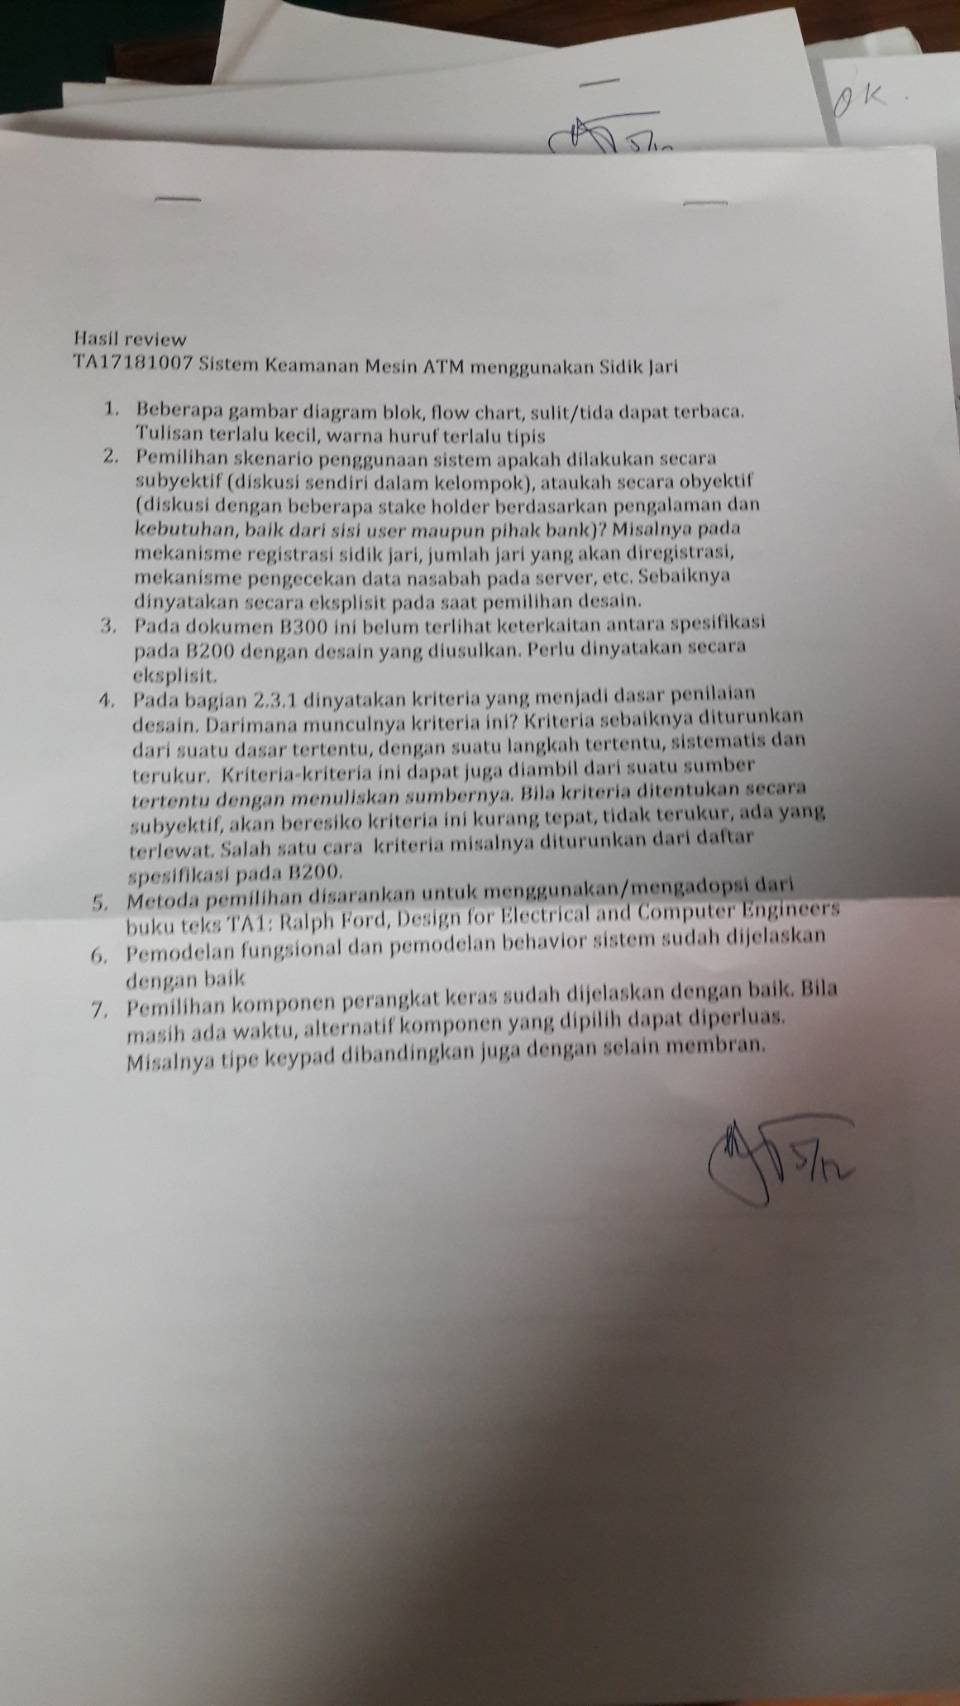 OK.
5/12
Hasil review
TA17181007 Sistem Keamanan Mesin ATM menggunakan Sidik Jari
1. Beberapa gambar diagram blok, flow chart, sulit/tida dapat terbaca.
Tulisan terlalu kecil, warna huruf terlalu tipis
2. Pemilihan skenario penggunaan sistem apakah dilakukan secara
subyektif (diskusi sendiri dalam kelompok), ataukah secara obyektif
(diskusi dengan beberapa stake holder berdasarkan pengalaman dan
kebutuhan, baik dari sisi user maupun pihak bank)? Misalnya pada
mekanisme registrasi sidik jari, jumlah jari yang akan diregistrasi,
mekanisme pengecekan data nasabah pada server, etc. Sebaiknya
dinyatakan secara eksplisit pada saat pemilihan desain.
3. Pada dokumen B300 ini belum terlihat keterkaitan antara spesifikasi
pada B200 dengan desain yang diusulkan. Perlu dinyatakan secara
eksplisit.
4. Pada bagian 2.3.1 dinyatakan kriteria yang menjadi dasar penilaian
desain. Darimana munculnya kriteria ini? Kriteria sebaiknya diturunkan
dari suatu dasar tertentu, dengan suatu langkah tertentu, sistematis dan
terukur. Kriteria-kriteria ini dapat juga diambil dari suatu sumber
tertentu dengan menuliskan sumbernya. Bila kriteria ditentukan secara
subyektif, akan beresiko kriteria ini kurang tepat, tidak terukur, ada yang
terlewat. Salah satu cara kriteria misalnya diturunkan dari daftar
spesifikasi pada B200.
5. Metoda pemilihan disarankan untuk menggunakan/mengadopsi dari
buku teks TA1: Ralph Ford, Design for Electrical and Computer Engineers
6. Pemodelan fungsional dan pemodelan behavior sistem sudah dijelaskan
dengan baik
7. Pemilihan komponen perangkat keras sudah dijelaskan dengan baik. Bila
masih ada waktu, alternatif komponen yang dipilih dapat diperluas.
Misalnya tipe keypad dibandingkan juga dengan selain membran.
5/12